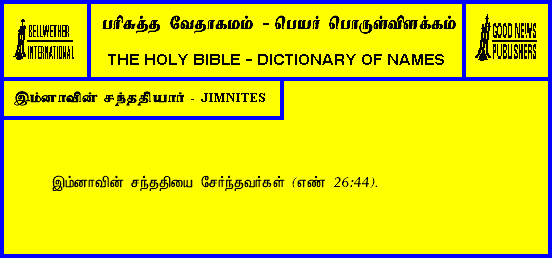 BELLWETHER
INTERNATIONAL
பரிசுத்த வேதாகமம் - பெயர் பொருள்விளக்கம்
THE HOLY BIBLE - DICTIONARY OF NAMES
GOOD NEWS
PUBLISHERS
இம்னாவின் சந்ததியார் - JIMNITES
இம்னாவின் சந்ததியை சேர்ந்தவர்கள் (எண் 26:44).